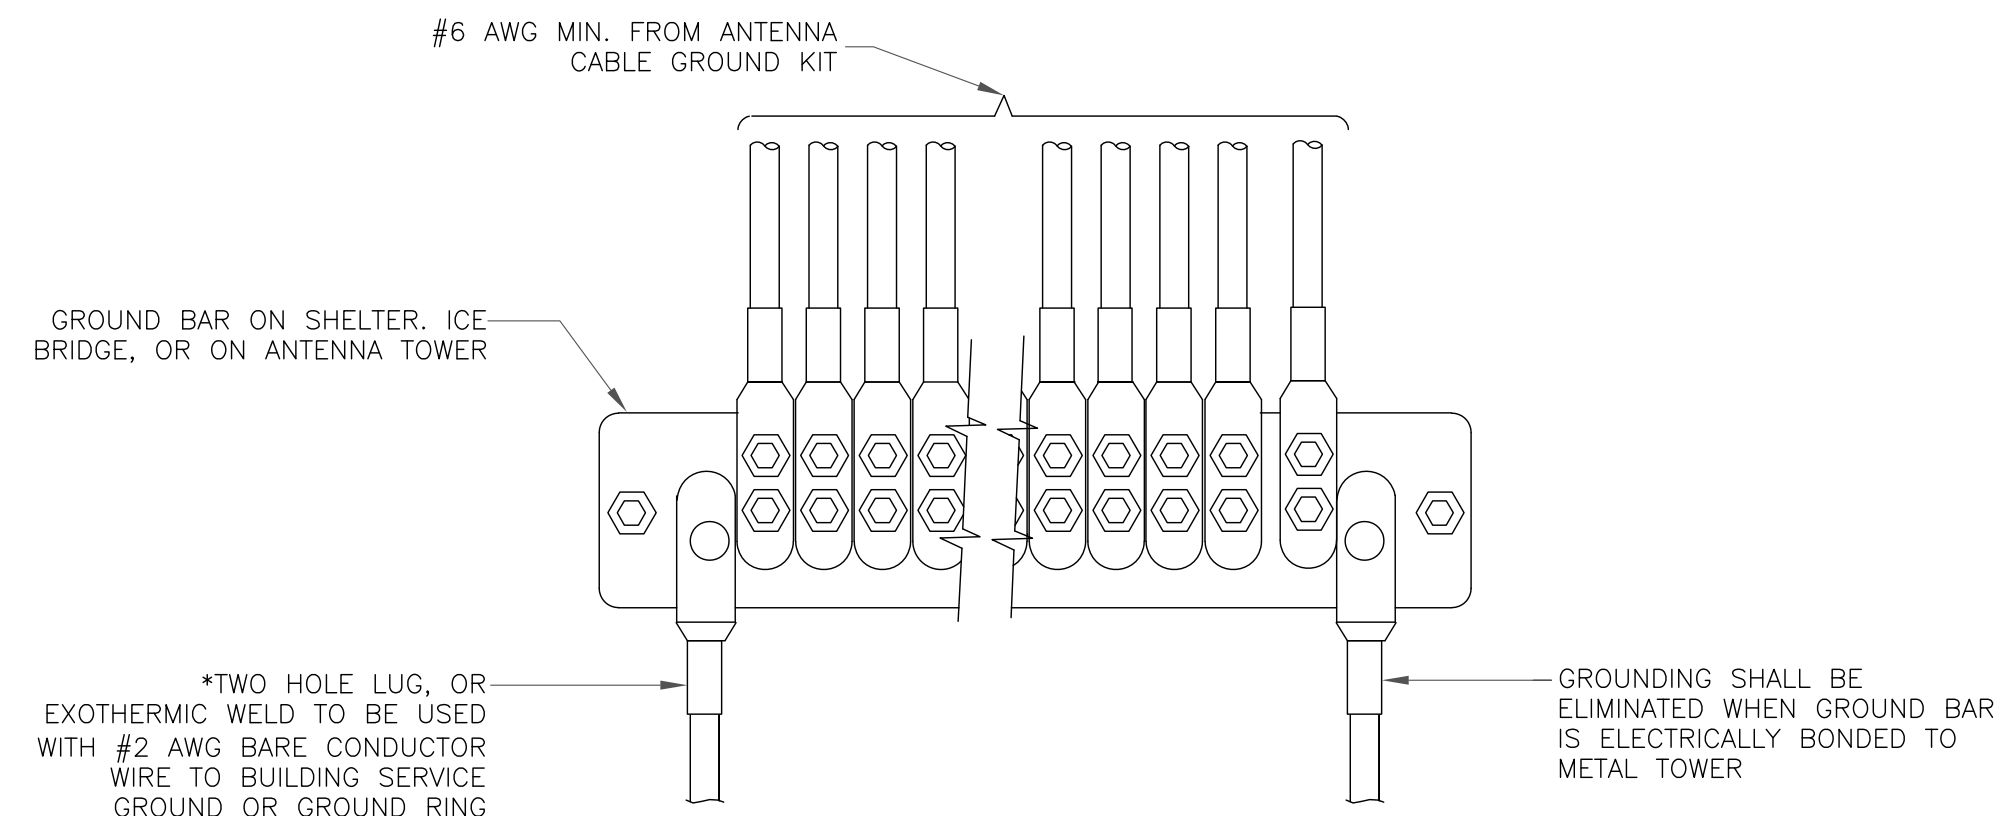 #6 AWG MIN. FROM ANTENNA
CABLE GROUND KIT
GROUND BAR ON SHELTER. ICE
BRIDGE, OR ON ANTENNA TOWER
*TWO HOLE LUG, OR
EXOTHERMIC WELD TO BE USED
WITH #2 AWG BARE CONDUCTOR
WIRE TO BUILDING SERVICE
GROUND OR GROUND RING
GROUNDING SHALL BE
ELIMINATED WHEN GROUND BAR
IS ELECTRICALLY BONDED TO
METAL TOWER